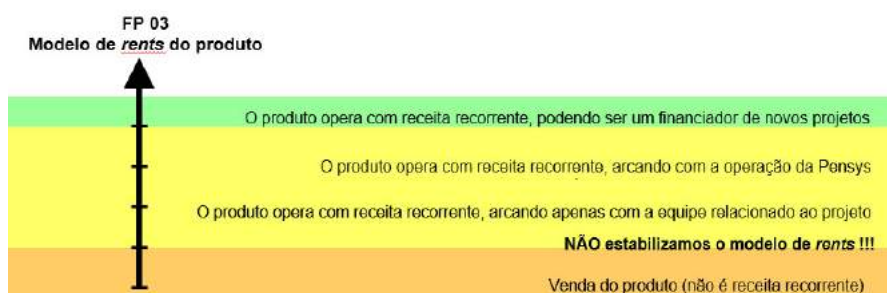 FP 03
Modelo de rents do produto
O produto opera com receita recorrente, podendo ser um financiador de novos projetos
O produto opera com receita recorrente, arcando com a operação da Pensys
O produto opera com receita recorrente, arcando apenas com a equipe relacionado ao projeto
NÃO estabilizamos o modelo de rents !!!
Venda do produto (não é receita recorrente)